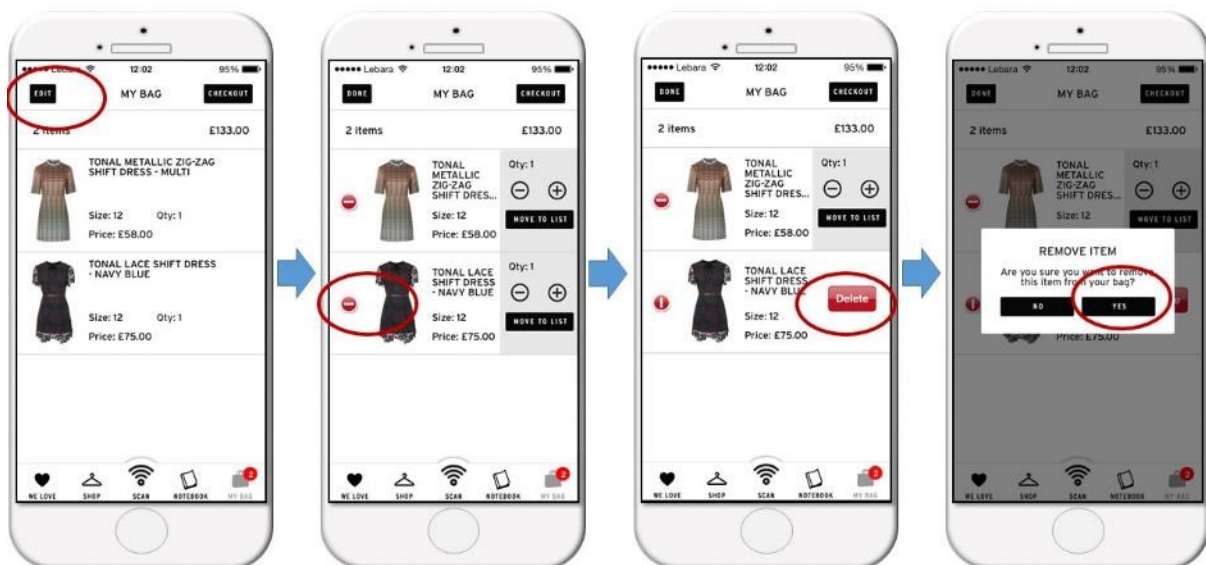 Lebara 12:02 95%
EDIT MY BAG CHECKOUT
2 items £133.00
TONAL METALLIC ZIG-ZAG
SHIFT DRESS - MULTI
Size: 12 Qty: 1
Price: £58.00
TONAL LACE SHIFT DRESS
- NAVY BLUE
Size: 12 Qty: 1
Price: £75.00
WE LOVE SHOP SCAN NOTEBOOK MY BAG 2
Lebara 12:02 95%
DONE MY BAG CHECKOUT
2 items £133.00
TONAL
METALLIC
ZIG-ZAG
SHIFT DRES...
Size: 12
Price: £58.00
Qty: 1
MOVE TO LIST
TONAL LACE
SHIFT DRESS
- NAVY BLUE
Size: 12
Price: £75.00
Qty: 1
MOVE TO LIST
WE LOVE SHOP SCAN NOTEBOOK MY BAG 2
Lebara 12:02 95%
DONE MY BAG CHECKOUT
2 items £133.00
TONAL
METALLIC
ZIG-ZAG
SHIFT DRES...
Size: 12
Price: £58.00
Qty: 1
MOVE TO LIST
TONAL LACE
SHIFT DRESS
- NAVY BLUE
Size: 12
Price: £75.00
Delete
WE LOVE SHOP SCAN NOTEBOOK MY BAG 2
Lebara 12:02 95%
DONE MY BAG CHECKOUT
2 items £133.00
TONAL
METALLIC
ZIG-ZAG
SHIFT DRES...
Size: 12
Qty: 1
MOVE TO LIST
REMOVE ITEM
Are you sure you want to remove
this item from your bag?
NO YES
Price: £75.00
WE LOVE SHOP SCAN NOTEBOOK MY BAG 2